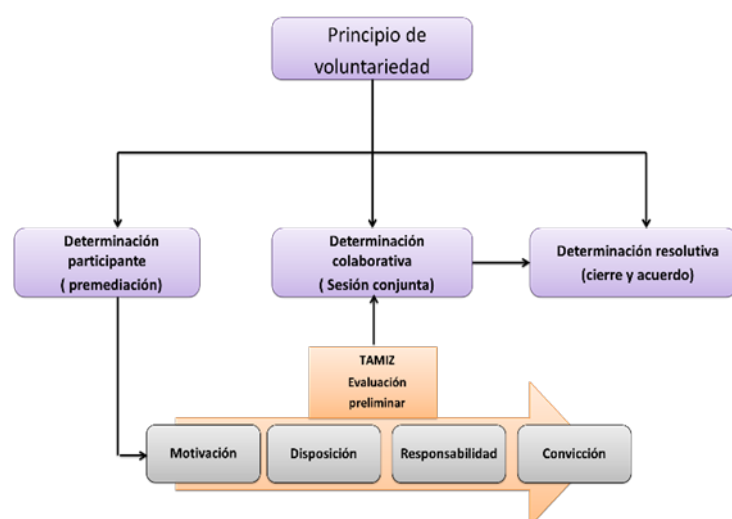 Principio de
voluntariedad
Determinación
participante
( premediación)
Determinación
colaborativa
( Sesión conjunta)
Determinación resolutiva
(cierre y acuerdo)
TAMIZ
Evaluación
preliminar
Motivación
Disposición
Responsabilidad
Convicción